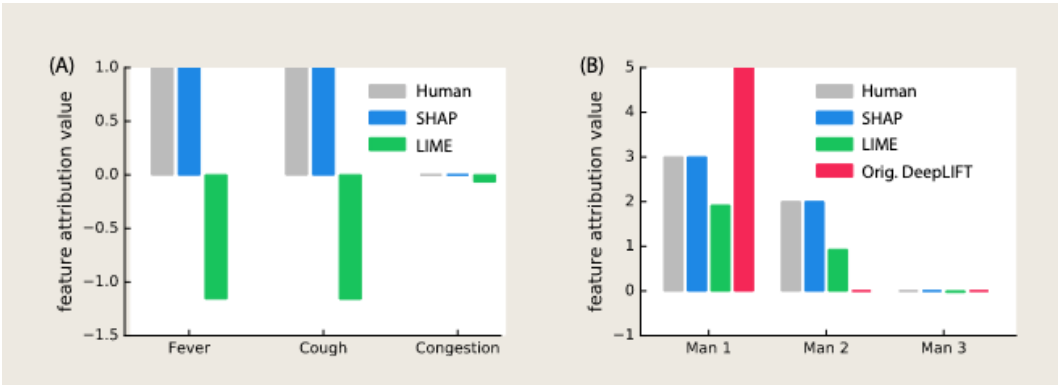 (A)
feature attribution value
1.0
0.5
0.0
−0.5
−1.0
−1.5
Human
SHAP
LIME
Fever Cough Congestion
(B)
feature attribution value
5
4
3
2
1
0
−1
Human
SHAP
LIME
Orig. DeepLIFT
Man 1 Man 2 Man 3